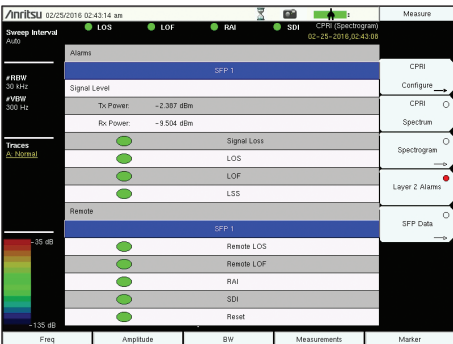 Anritsu 02/25/2016 02:43:14 am
Measure
Sweep Interval
Auto
LOS LOF RAI SDI CPRI (Spectrogram)
02-25-2016,02:43:08
#RBW
30 kHz
#VBW
300 Hz
Traces
A: Normal
-35 dB
-135 dB
Alarms
SFP 1
Signal Level
Tx Power: -2.387 dBm
Rx Power: -9.504 dBm
Signal Loss
LOS
LOF
LSS
Remote
SFP 1
Remote LOS
Remote LOF
RAI
SDI
Reset
CPRI
Configure
CPRI
Spectrum
Spectrogram
Layer 2 Alarms
SFP Data
Freq Amplitude BW Measurements Marker